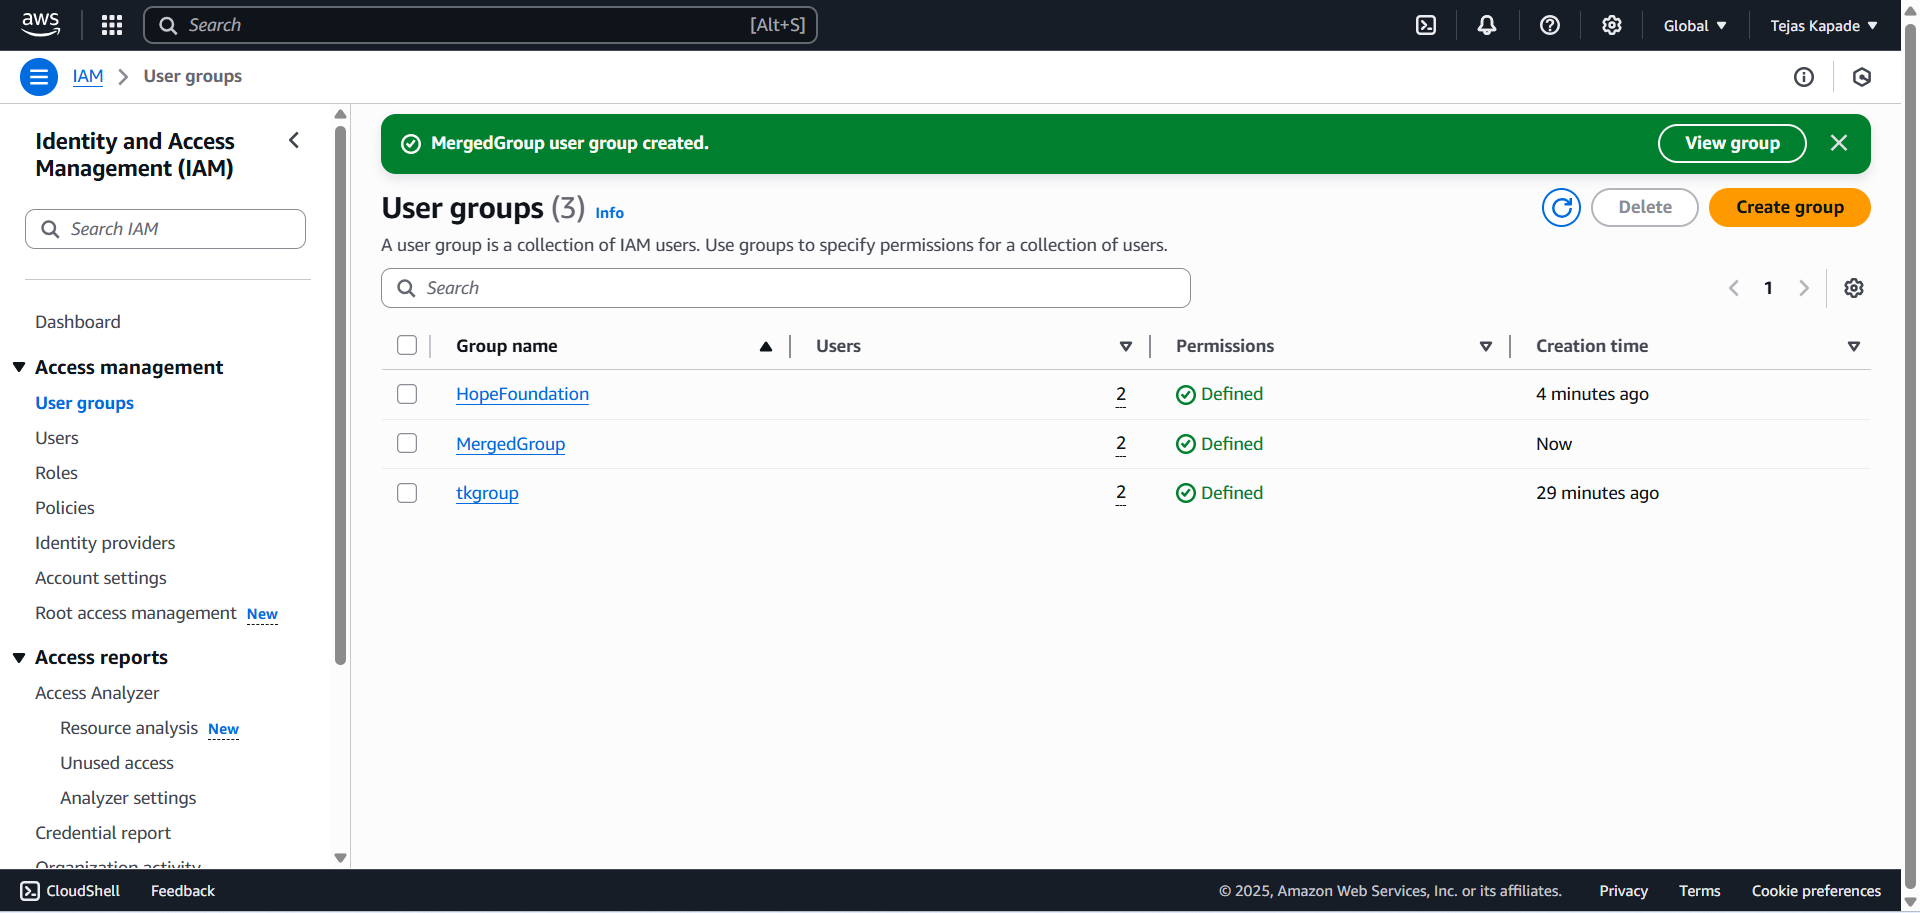 aws
Search [Alt+S]
Global
Tejas Kapade
IAM
User groups
Identity and Access
Management (IAM)
Search IAM
Dashboard
Access management
User groups
Users
Roles
Policies
Identity providers
Account settings
Root access management New
Access reports
Access Analyzer
Resource analysis New
Unused access
Analyzer settings
Credential report
Organization activity
MergedGroup user group created.
View group
User groups (3) Info
Delete
Create group
A user group is a collection of IAM users. Use groups to specify permissions for a collection of users.
Search
1
Group name Users Permissions Creation time
HopeFoundation 2 Defined 4 minutes ago
MergedGroup 2 Defined Now
tkgroup 2 Defined 29 minutes ago
CloudShell Feedback © 2025, Amazon Web Services, Inc. or its affiliates. Privacy Terms Cookie preferences